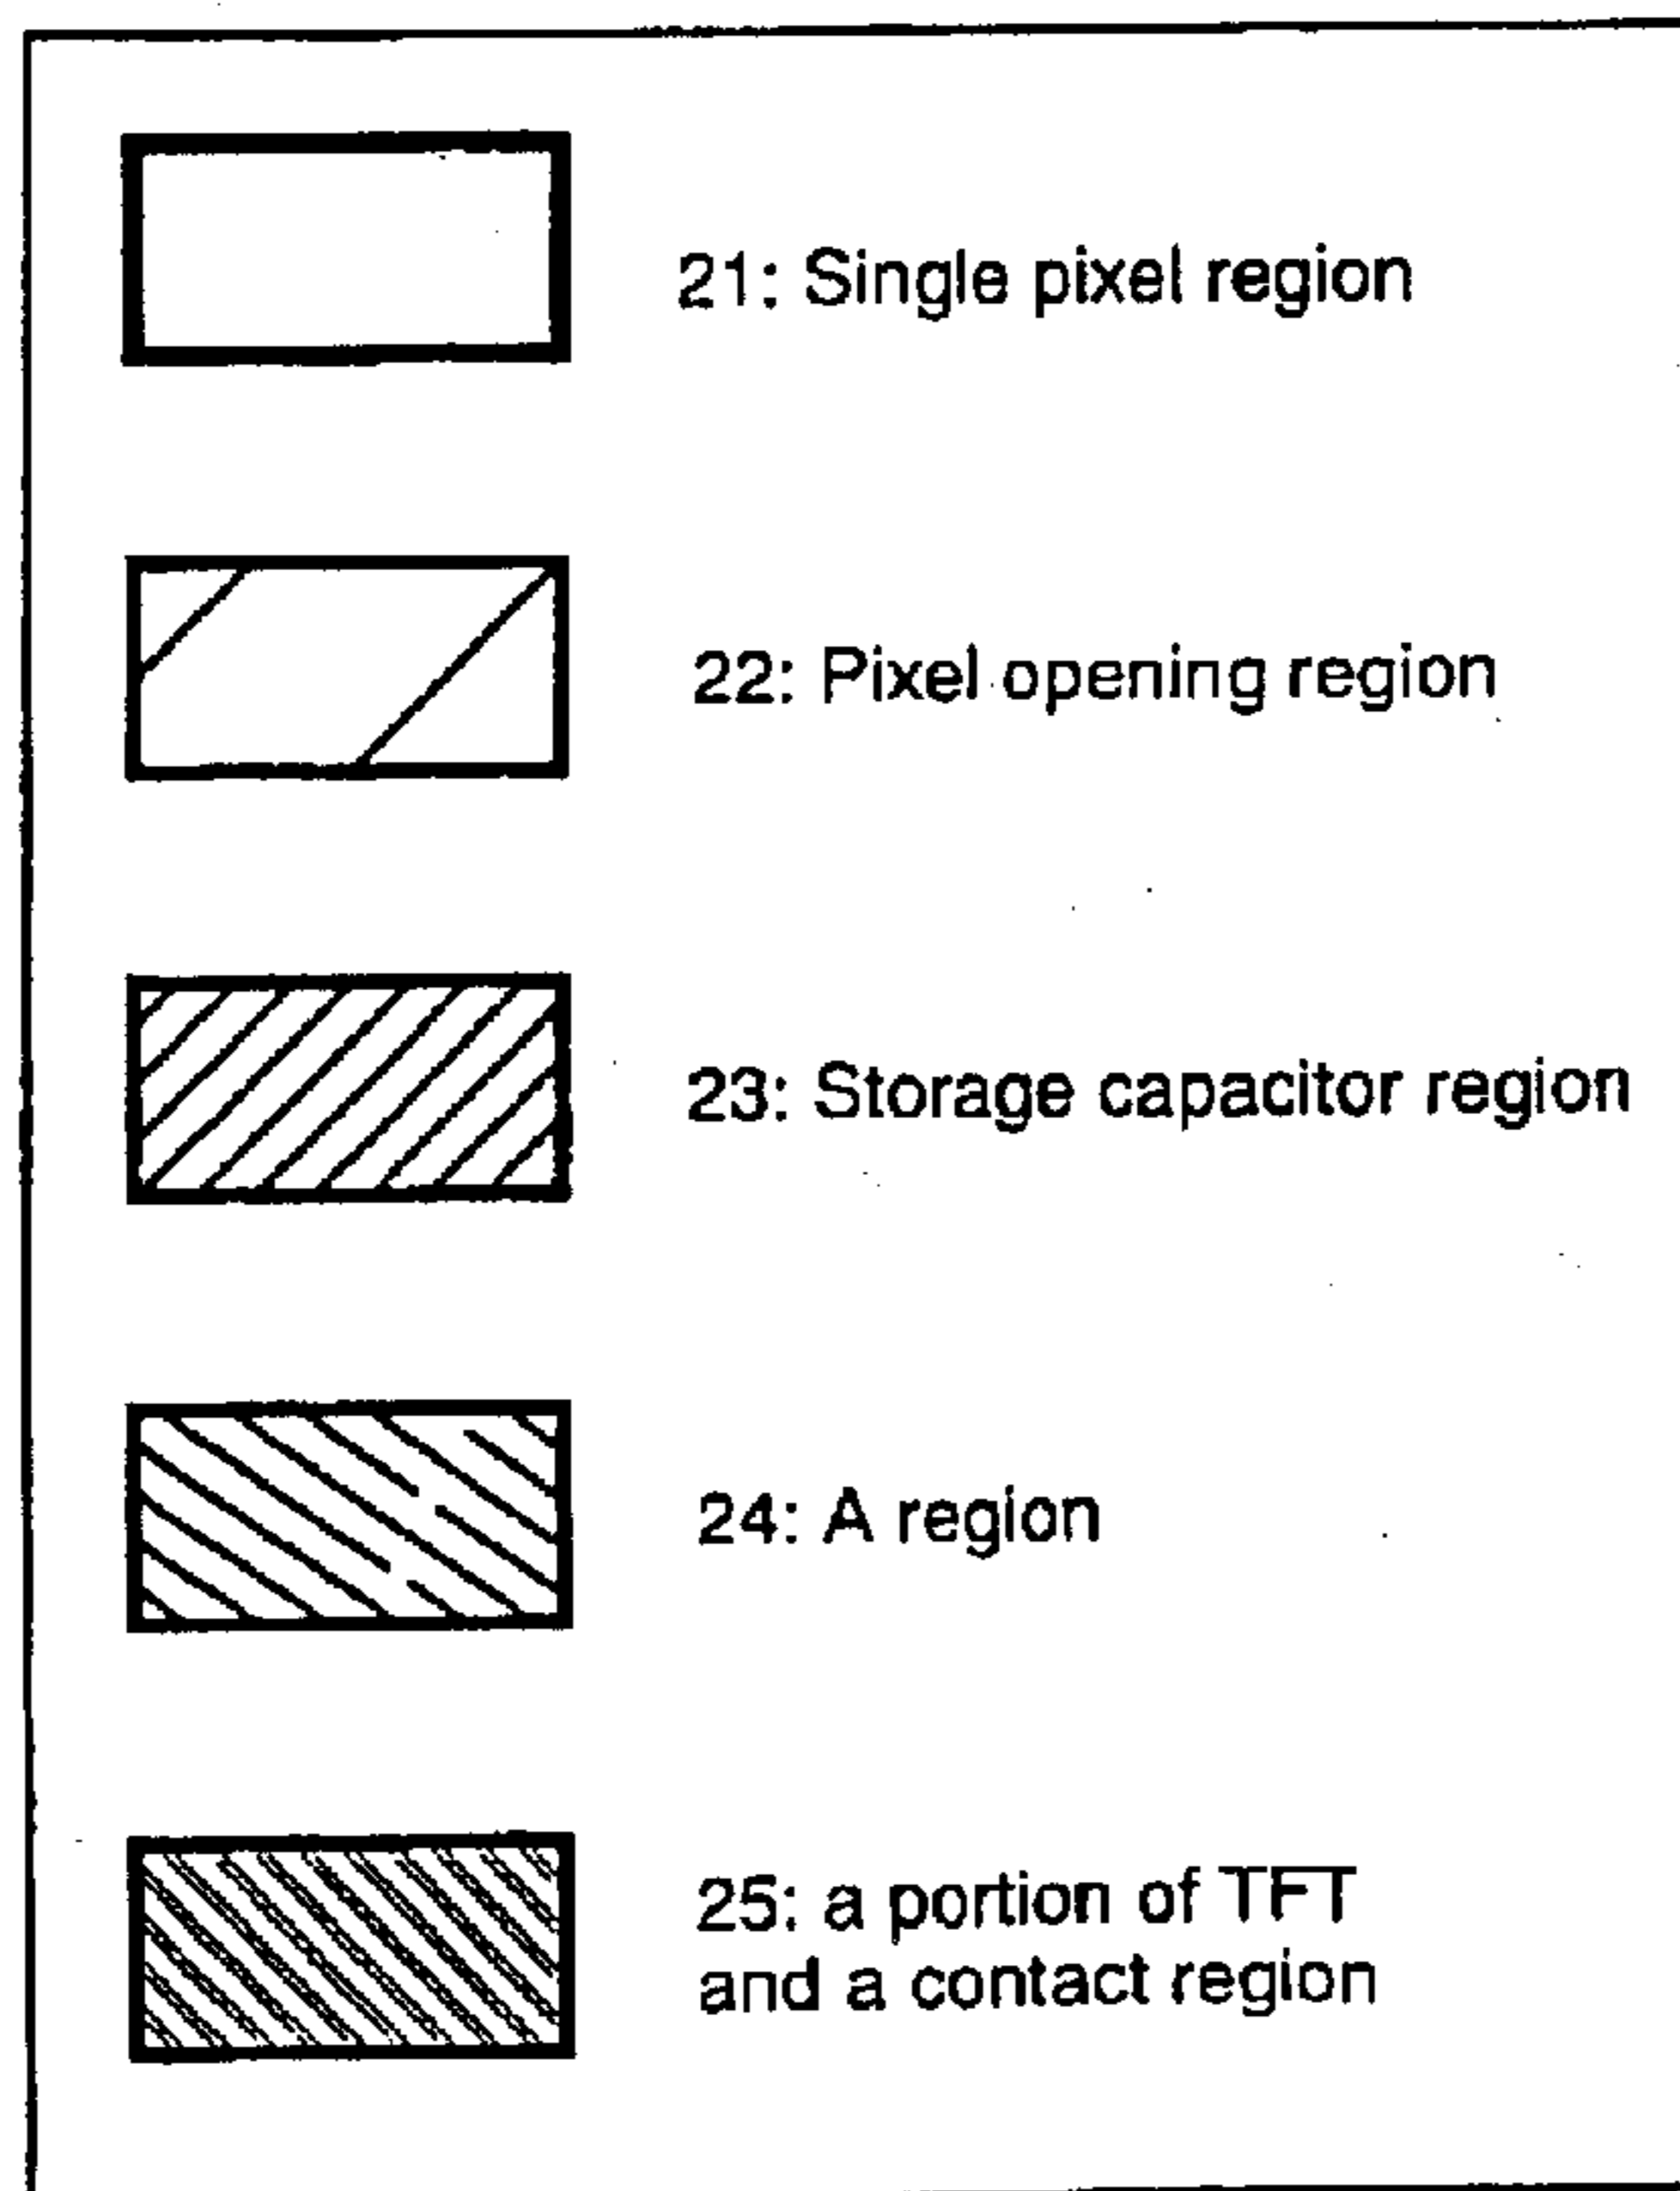 21: Single pixel region
22: Pixel opening region
23: Storage capacitor region
24: A region
25: a portion of TFT
and a contact region